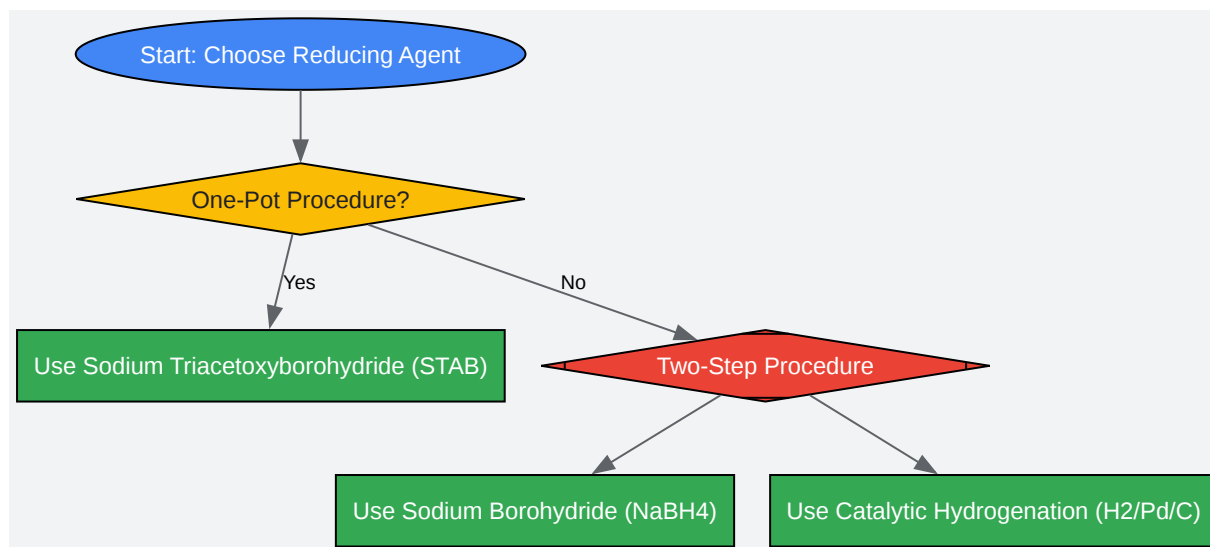 Start: Choose Reducing Agent
One-Pot Procedure?
Yes
No
Use Sodium Triacetoxyborohydride (STAB)
Two-Step Procedure
Use Sodium Borohydride (NaBH4)
Use Catalytic Hydrogenation (H2/Pd/C)